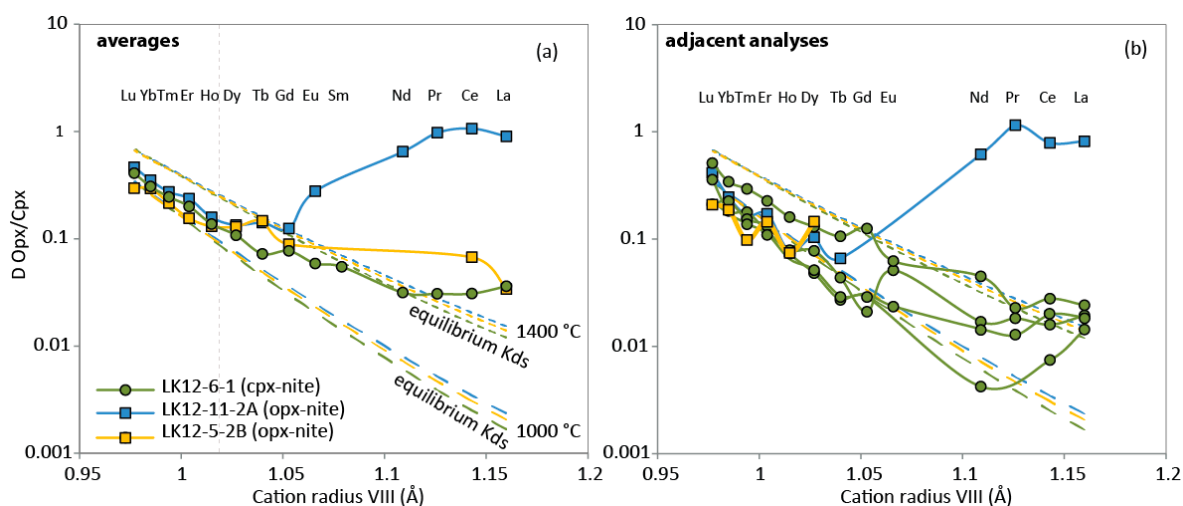 averages
(a)
Lu Yb Tm Er Ho Dy Tb Gd Eu Sm Nd Pr Ce La
10
1
0.1
0.01
0.001
D Opx/Cpx
equilibrium Kds
1400 °C
equilibrium Kds
1000 °C
LK12-6-1 (cpx-nite)
LK12-11-2A (opx-nite)
LK12-5-2B (opx-nite)
0.95 1 1.05 1.1 1.15 1.2
Cation radius VIII (Å)
adjacent analyses
(b)
Lu Yb Tm Er Ho Dy Tb Gd Eu Nd Pr Ce La
10
1
0.1
0.01
0.001
0.95 1 1.05 1.1 1.15 1.2
Cation radius VIII (Å)